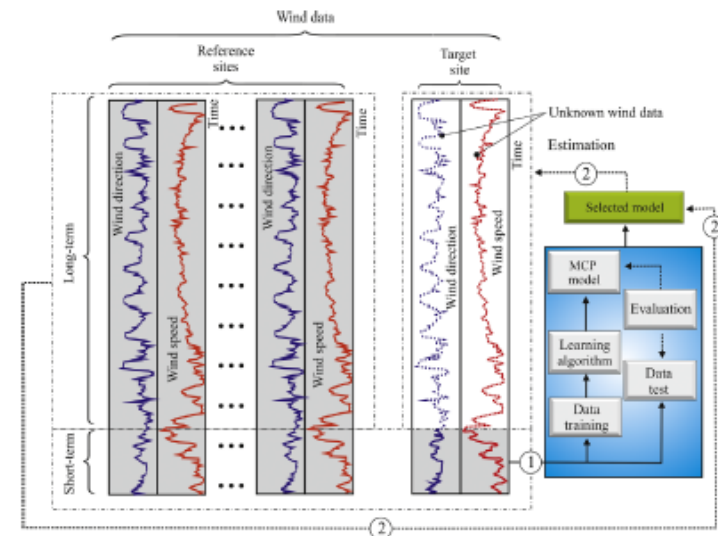 Wind data
Reference
sites
Target
site
Long-term
Short-term
Wind direction
Wind speed
Time
Wind direction
Wind speed
Time
Wind direction
Wind speed
Time
Unknown wind data
Estimation
2
Selected model
2
MCP
model
Evaluation
Learning
algorithm
Data
test
Data
training
1
2